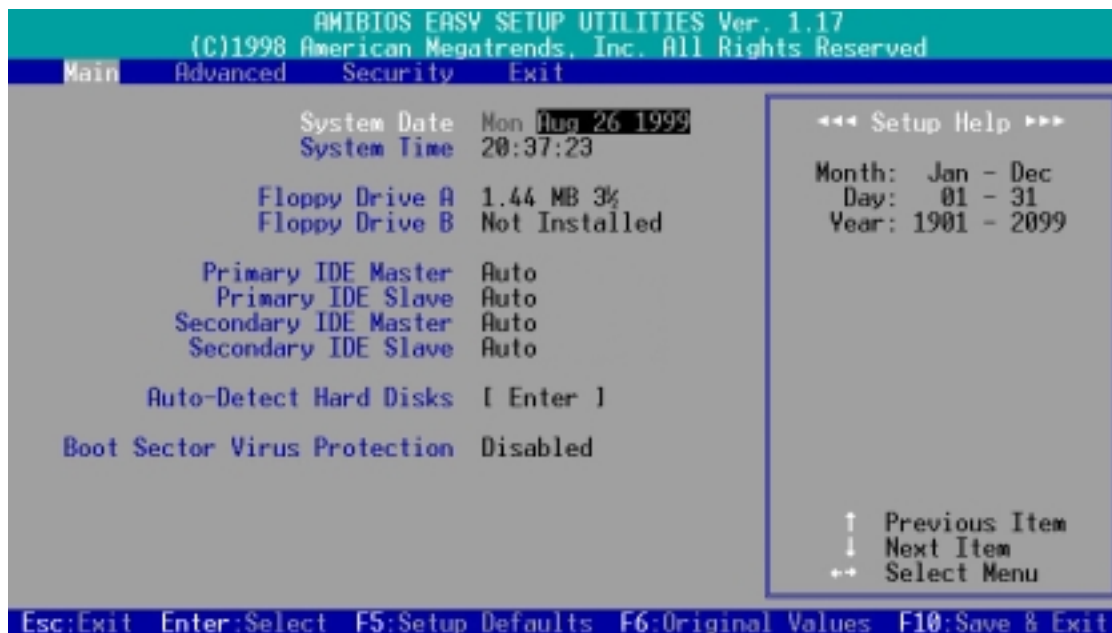 AMIBIOS EASY SETUP UTILITIES Ver. 1.17
(C)1998 American Megatrends, Inc. All Rights Reserved
Main Advanced Security Exit
System Date Mon Aug 26 1999
System Time 20:37:23
Floppy Drive A 1.44 MB 3½
Floppy Drive B Not Installed
Primary IDE Master Auto
Primary IDE Slave Auto
Secondary IDE Master Auto
Secondary IDE Slave Auto
Auto-Detect Hard Disks [ Enter ]
Boot Sector Virus Protection Disabled
◄◄◄ Setup Help ►►►
Month: Jan - Dec
Day: 01 - 31
Year: 1901 - 2099
↑ Previous Item
↓ Next Item
←→ Select Menu
Esc:Exit Enter:Select F5:Setup Defaults F6:Original Values F10:Save & Exit